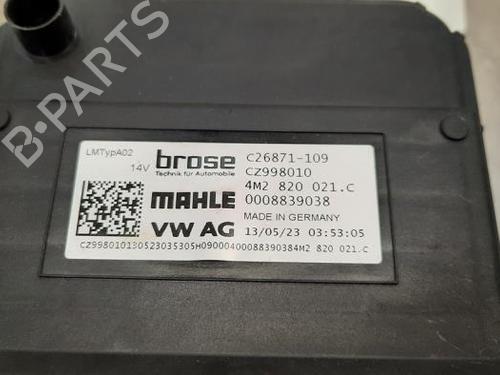 B-PARTS
LMTypA02
14V
brose
Technik für Automobile
C26871-109
CZ998010
4M2 820 021.C
MAHLE
0008839038
MADE IN GERMANY
VW AG
13/05/23 03:53:05
CZ998010130523035305H09000400088390384M2 820 021.C